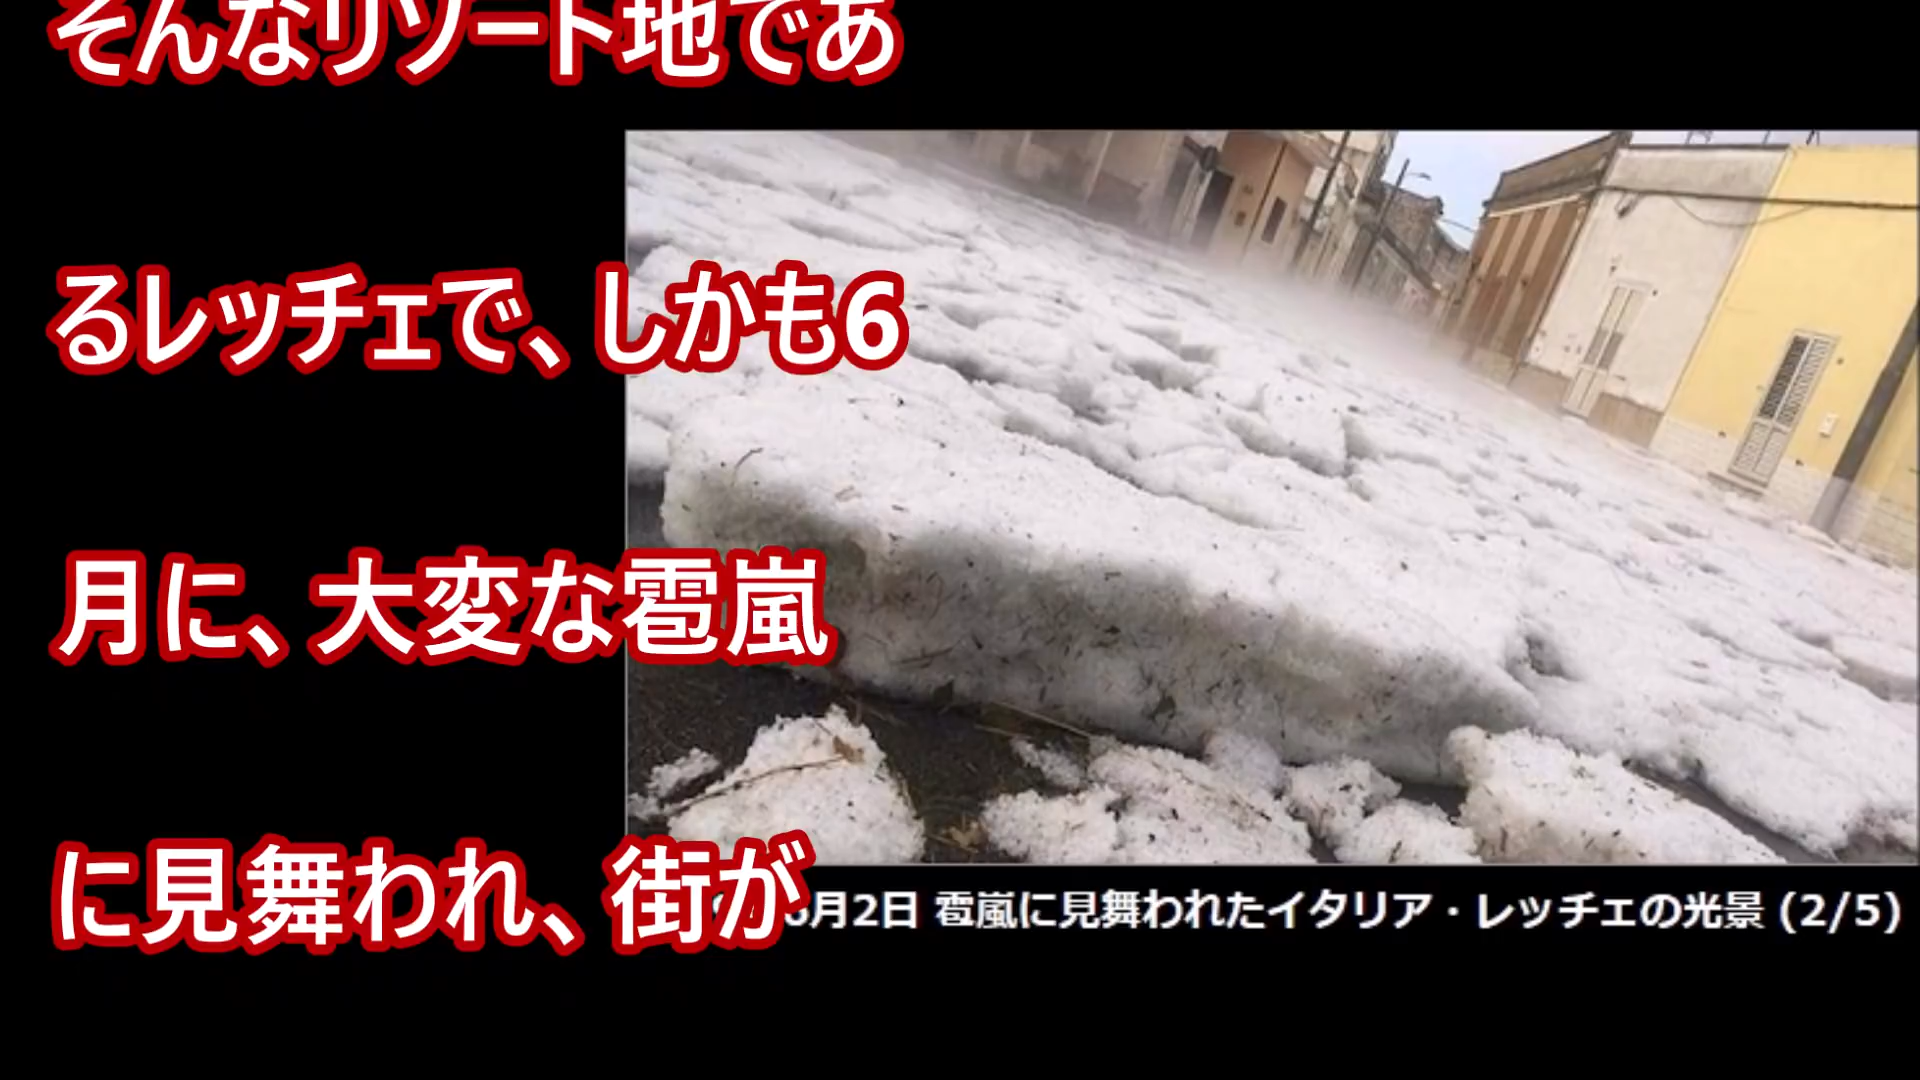 そんなリゾート地であ
るレッチェで、しかも6
月に、大変な雹嵐
に見舞われ、街が
6月2日 雹嵐に見舞われたイタリア・レッチェの光景 (2/5)